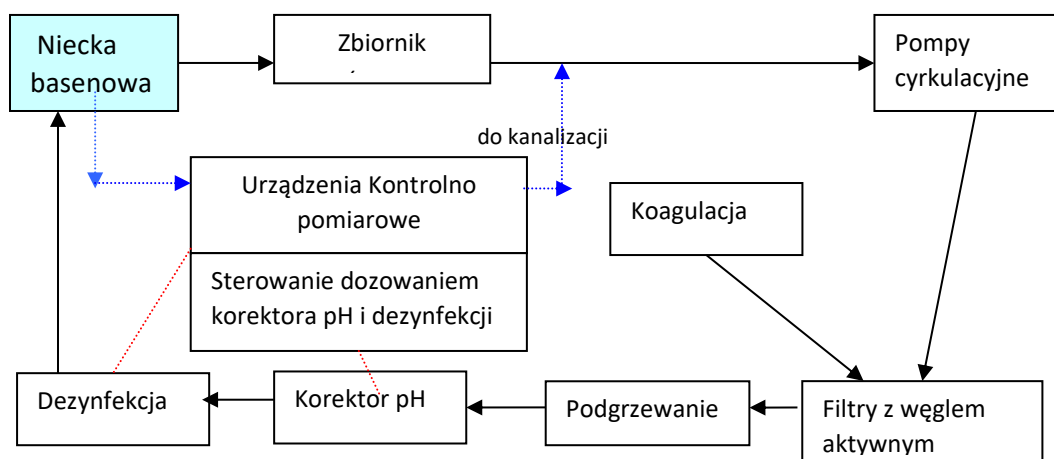 Niecka
basenowa
Zbiornik
Pompy
cyrkulacyjne
do kanalizacji
Urządzenia Kontrolno
pomiarowe
Koagulacja
Sterowanie dozowaniem
korektora pH i dezynfekcji
Dezynfekcja
Korektor pH
Podgrzewanie
Filtry z węglem
aktywnym